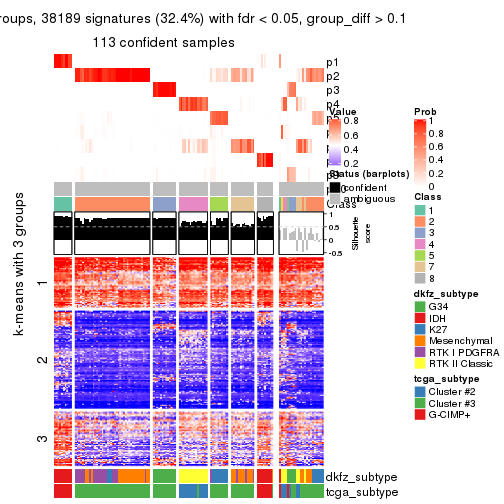 roups, 38189 signatures (32.4%) with fdr < 0.05, group_diff > 0.1
113 confident samples
p1
p2
p3
p4
Value
0.8
0.6
0.4
0.2
Status (barplots)
confident
ambiguous
Class
1
0.5
0
-0.5
Silhouette
score
k-means with 3 groups
1
2
3
dkfz_subtype
tcga_subtype
Prob
1
0.8
0.6
0.4
0.2
0
Class
1
2
3
4
5
7
8
dkfz_subtype
G34
IDH
K27
Mesenchymal
RTK I PDGFRA
RTK II Classic
tcga_subtype
Cluster #2
Cluster #3
G-CIMP+